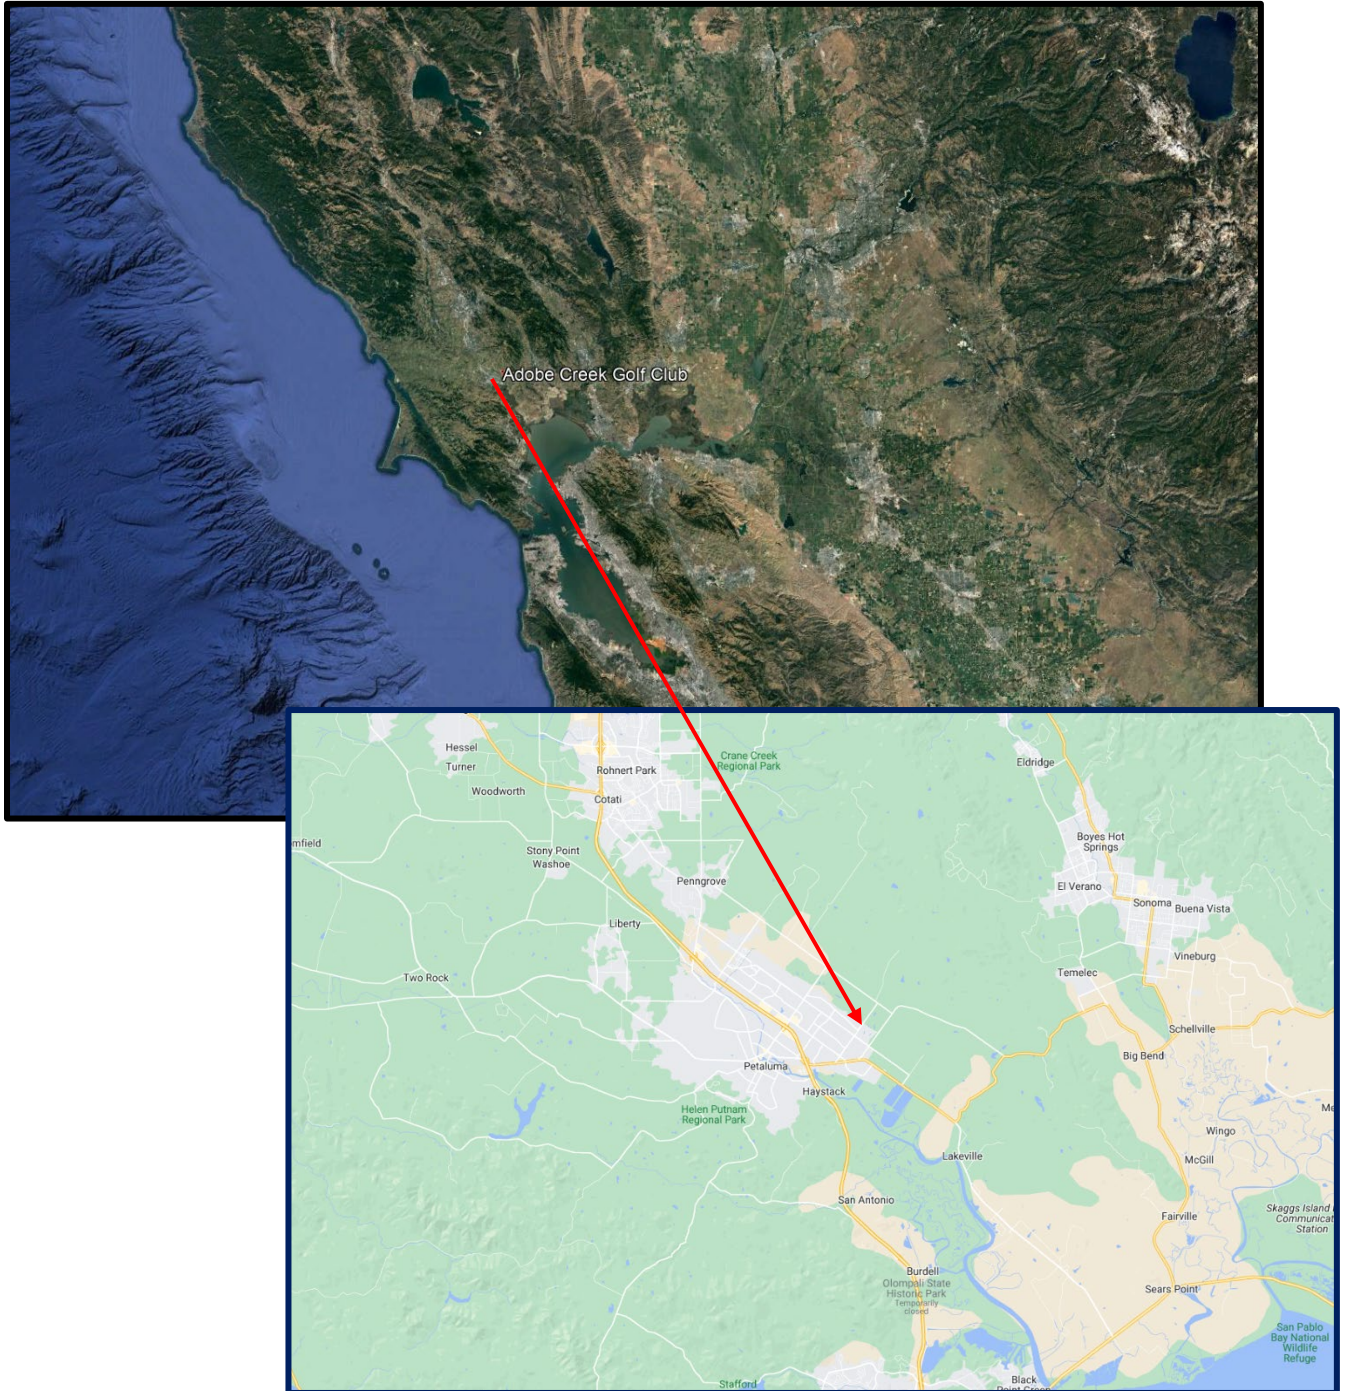 Adobe Creek Golf Club
Hessel
Turner
Woodworth
Rohnert Park
Cotati
Crane Creek
Regional Park
Eldridge
Stony Point
Washoe
Boyes Hot
Springs
Penngrove
El Verano
Sonoma
Buena Vista
Liberty
Vineburg
Two Rock
Temelec
Schellville
Big Bend
Petaluma
Haystack
Helen Putnam
Regional Park
Wingo
Lakeville
McGill
San Antonio
Fairville
Skaggs Island
Communicat
Station
Burdell
Olompali State
Historic Park
Temporarily
closed
Sears Point
San Pablo
Bay National
Wildlife
Refuge
Stafford
Black